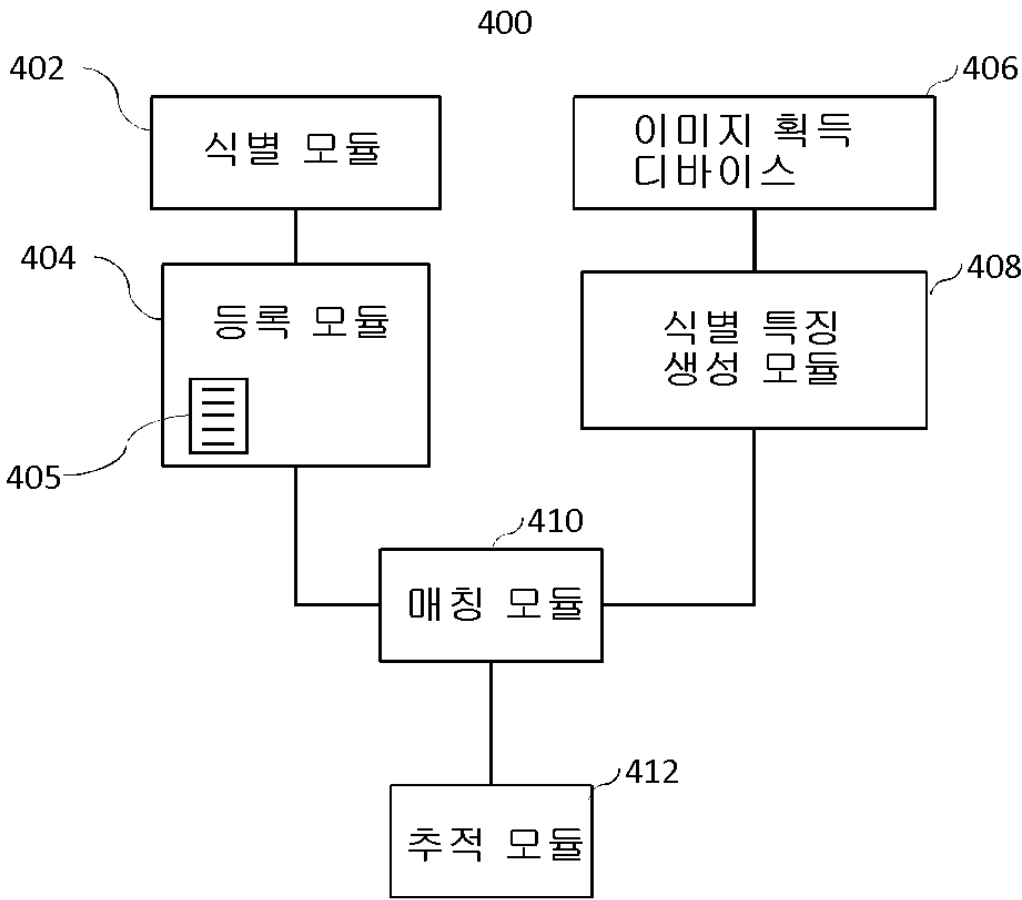 400
402
식별 모듈
406
이미지 획득
디바이스
404
등록 모듈
405
408
식별 특징
생성 모듈
410
매칭 모듈
412
추적 모듈